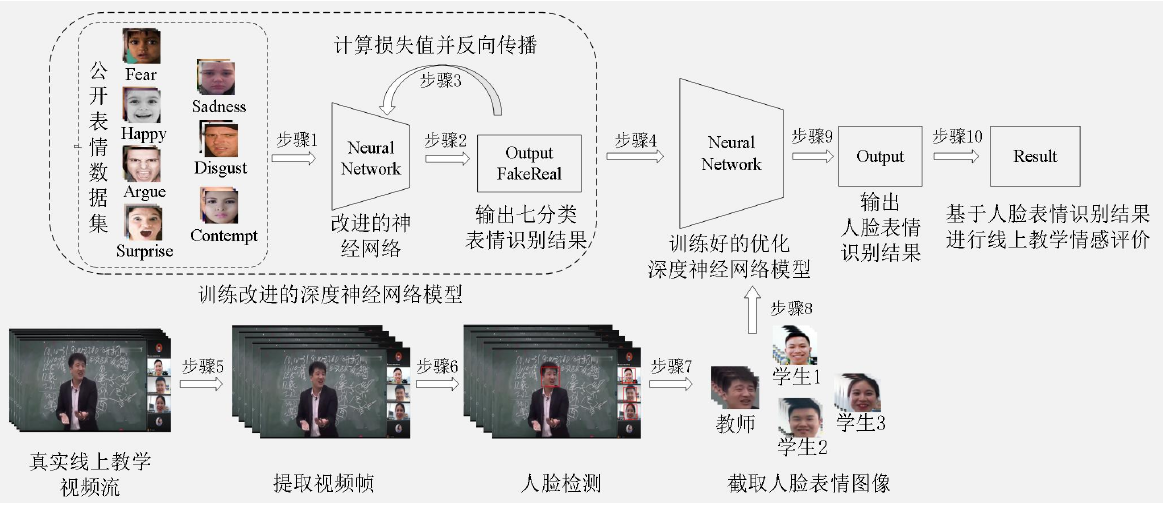 计算损失值并反向传播
步骤3
公开表情数据集
Fear
Sadness
Happy
Disgust
Argue
Contempt
Surprise
步骤1
Neural
Network
改进的神
经网络
步骤2
Output
FakeReal
输出七分类
表情识别结果
训练改进的深度神经网络模型
步骤4
Neural
Network
训练好的优化
深度神经网络模型
步骤9
Output
输出
人脸表情
识别结果
步骤10
Result
基于人脸表情识别结果
进行线上教学情感评价
步骤8
步骤5
步骤6
步骤7
学生1
教师
学生2
学生3
真实线上教学
视频流
提取视频帧
人脸检测
截取人脸表情图像